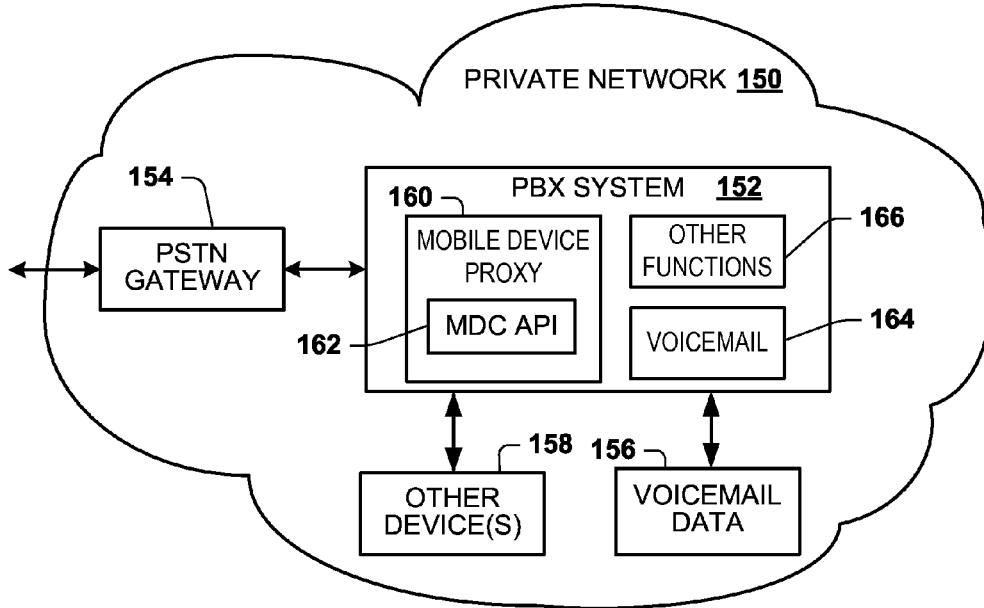 PRIVATE NETWORK 150
154
PSTN
GATEWAY
PBX SYSTEM 152
160
MOBILE DEVICE
PROXY
162
MDC API
OTHER
FUNCTIONS
166
VOICEMAIL
164
158
OTHER
DEVICE(S)
156
VOICEMAIL
DATA